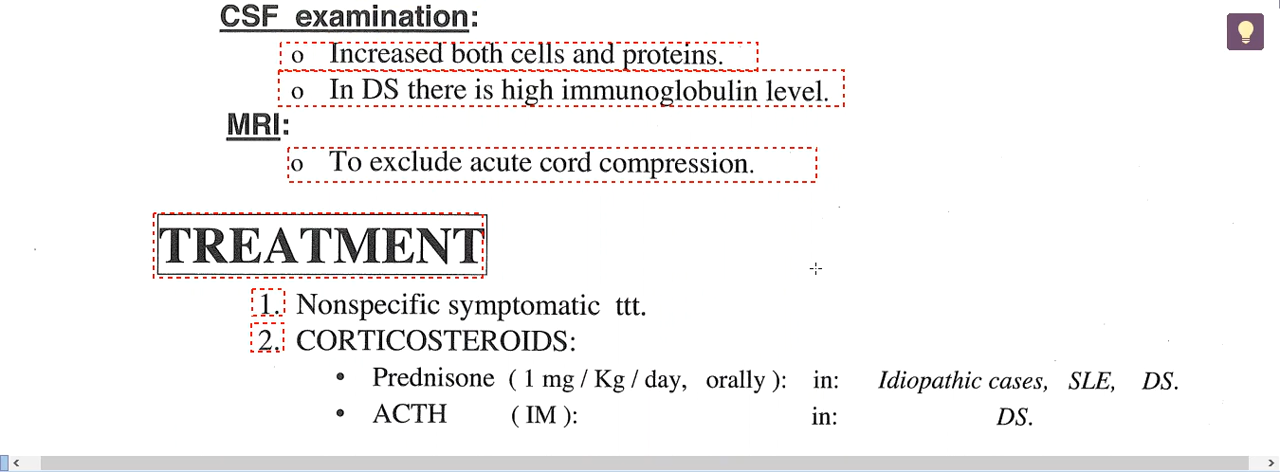 CSF examination:
o Increased both cells and proteins.
o In DS there is high immunoglobulin level.
MRI:
o To exclude acute cord compression.
TREATMENT
1. Nonspecific symptomatic ttt.
2. CORTICOSTEROIDS:
• Prednisone ( 1 mg / Kg / day, orally ): in: Idiopathic cases, SLE, DS.
• ACTH ( IM ): in: DS.